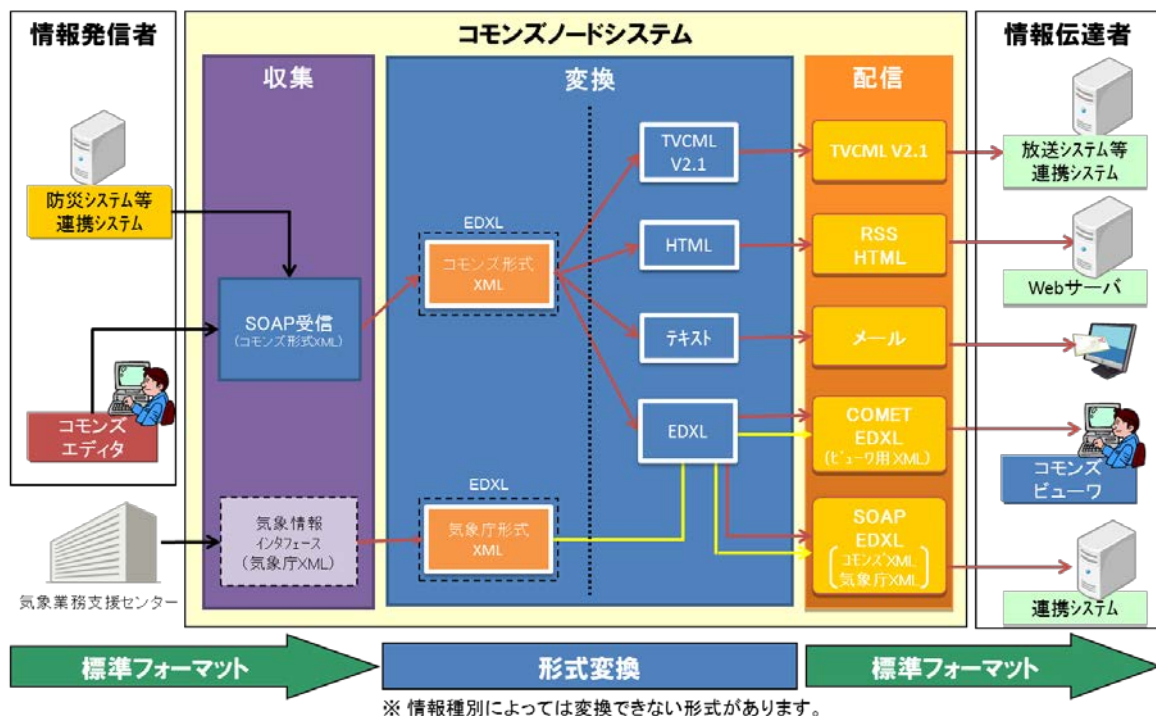 情報発信者
防災システム等
連携システム
コモンズ
エディタ
気象業務支援センター
コモンズノードシステム
収集
SOAP受信
(コモンズ形式XML)
気象情報
インタフェース
(気象庁XML)
変換
EDXL
コモンズ形式
XML
EDXL
気象庁形式
XML
TVCML
V2.1
HTML
テキスト
EDXL
配信
TVCML V2.1
RSS
HTML
メール
COMET
EDXL
(ビューワ用XML)
SOAP
EDXL
コモンズXML
気象庁XML
情報伝達者
放送システム等
連携システム
Webサーバ
コモンズ
ビューワ
連携システム
標準フォーマット
形式変換
標準フォーマット
※ 情報種別によっては変換できない形式があります。